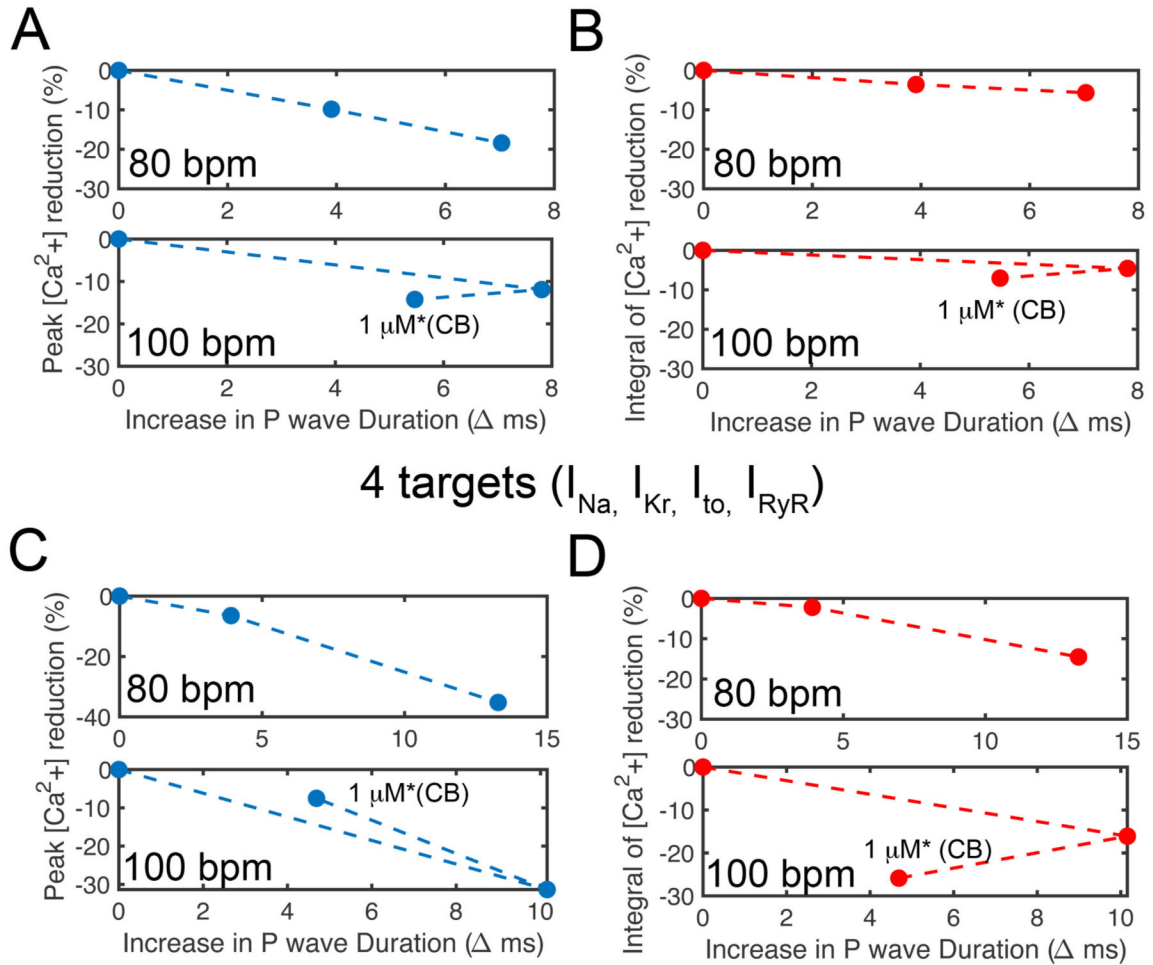 A
B
Peak [Ca2+] reduction (%)
0
-10
-20
-30
80 bpm
0 2 4 6 8
0
-10
-20
-30
1 μM*(CB)
100 bpm
0 2 4 6 8
Increase in P wave Duration (Δ ms)
Integral of [Ca2+] reduction (%)
0
-10
-20
-30
80 bpm
0 2 4 6 8
0
-10
-20
-30
1 μM* (CB)
100 bpm
0 2 4 6 8
Increase in P wave Duration (Δ ms)
4 targets (INa, IKr, Ito, IRyR)
C
D
Peak [Ca2+] reduction (%)
0
-20
-40
80 bpm
0 5 10 15
0
-10
-20
-30
1 μM*(CB)
100 bpm
0 2 4 6 8 10
Increase in P wave Duration (Δ ms)
Integral of [Ca2+] reduction (%)
0
-10
-20
-30
80 bpm
0 5 10 15
0
-10
-20
-30
1 μM* (CB)
100 bpm
0 2 4 6 8 10
Increase in P wave Duration (Δ ms)